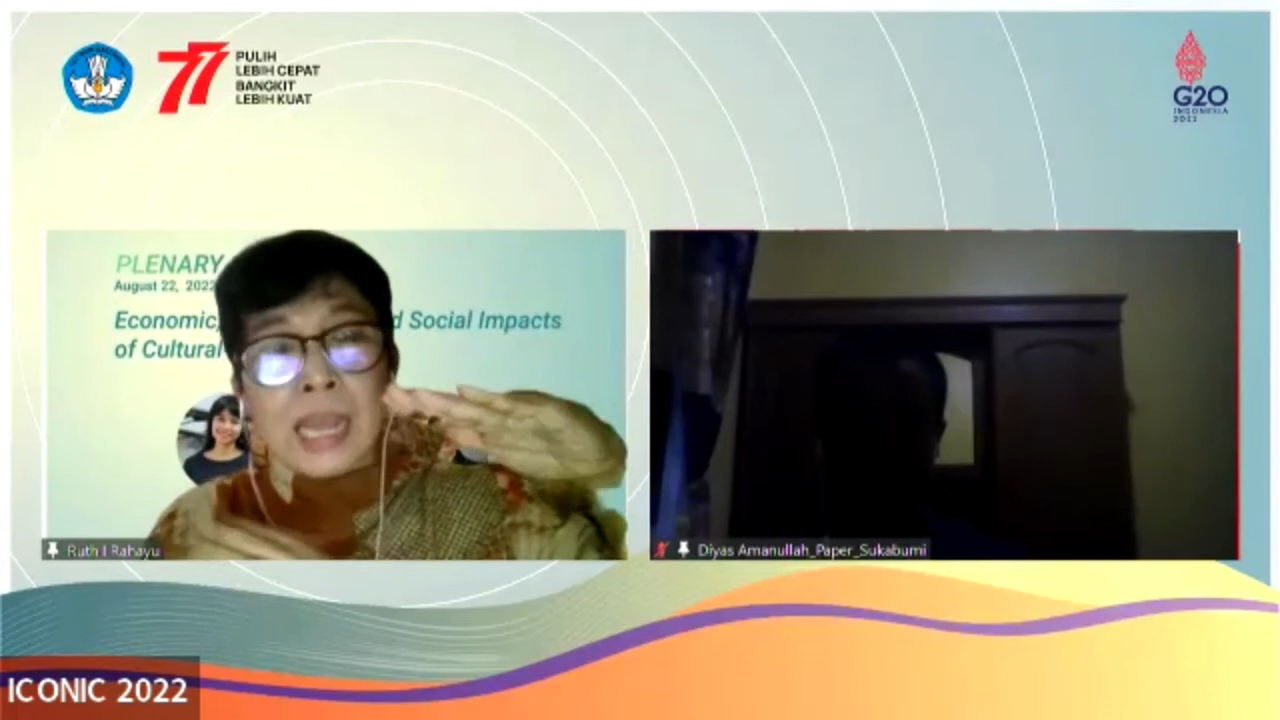 77
PULIH
LEBIH CEPAT
BANGKIT
LEBIH KUAT
G20
INDONESIA
2022
PLENARY
August 22, 2022
Economic, d Social Impacts
of Cultural
Ruth I Rahayu
Diyas Amanullah_Paper_Sukabumi
ICONIC 2022